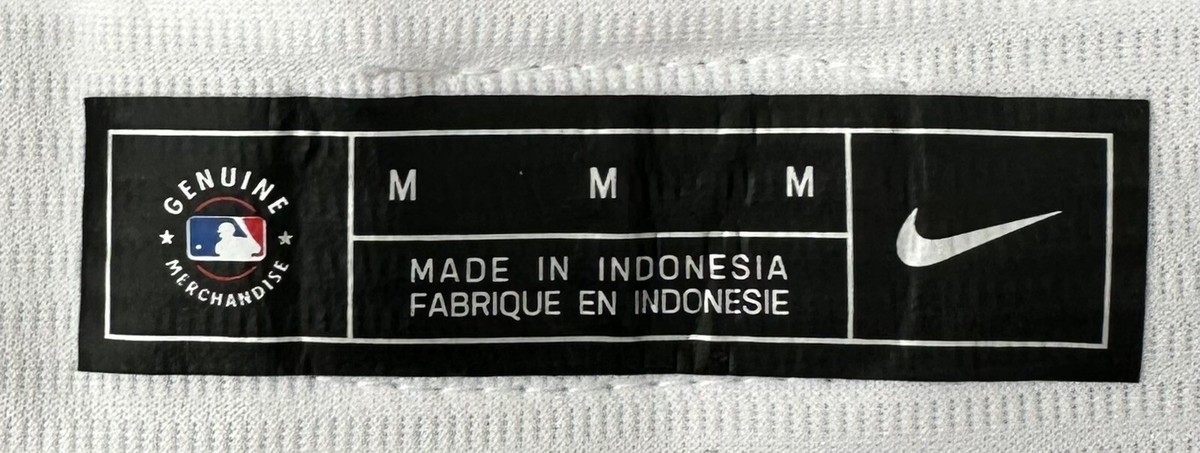 GENUINE
MERCHANDISE
M M M
MADE IN INDONESIA
FABRIQUE EN INDONESIE